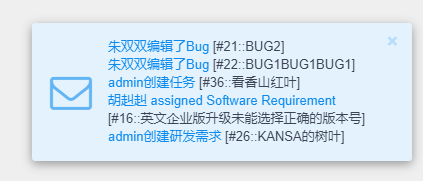 朱双双编辑了Bug [#21::BUG2]
朱双双编辑了Bug [#22::BUG1BUG1BUG1]
admin创建任务 [#36::看香山红叶]
胡赳赳 assigned Software Requirement
[#16::英文企业版升级未能选择正确的版本号]
admin创建研发需求 [#26::KANSA的树叶]